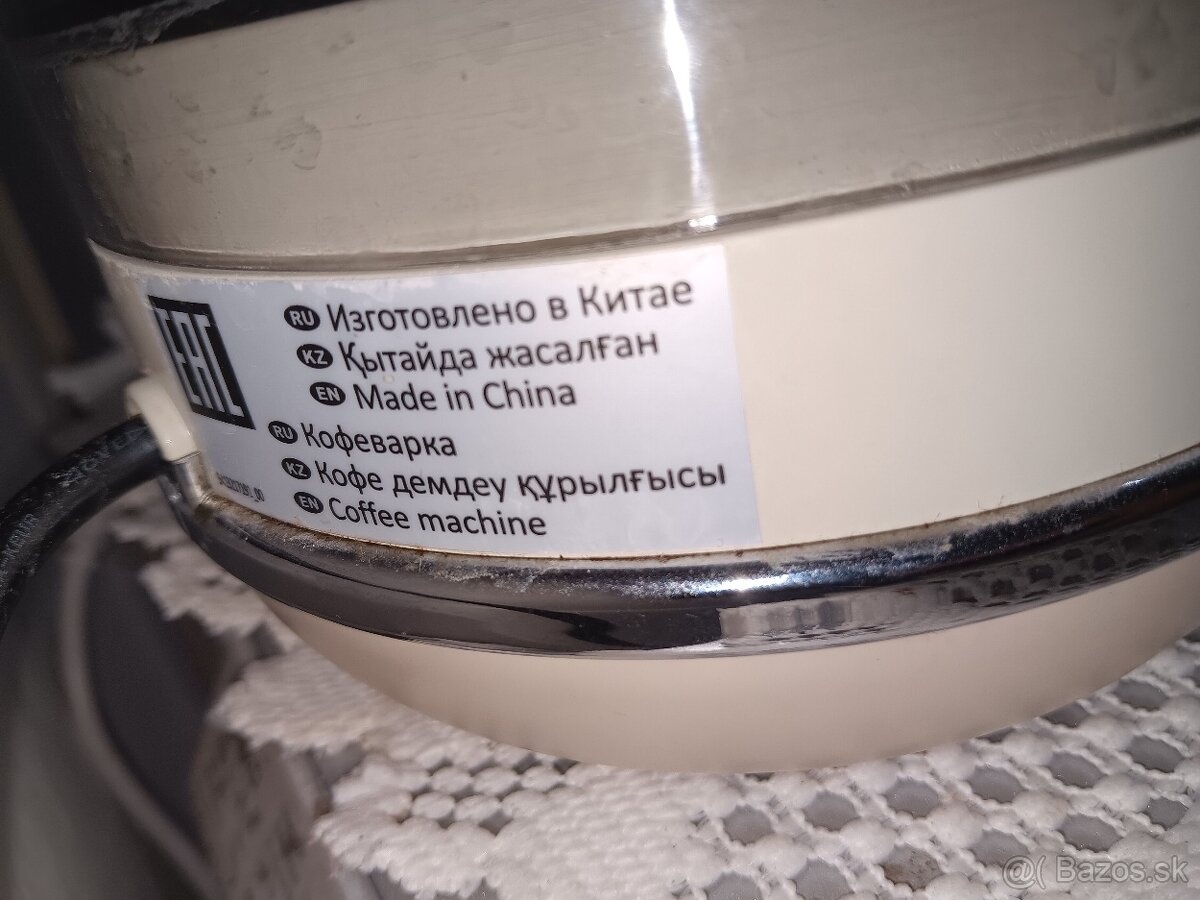 EAC
RU Изготовлено в Китае
KZ Қытайда жасалған
EN Made in China
RU Кофеварка
KZ Кофе демдеу құрылғысы
EN Coffee machine
@( Bazos.sk